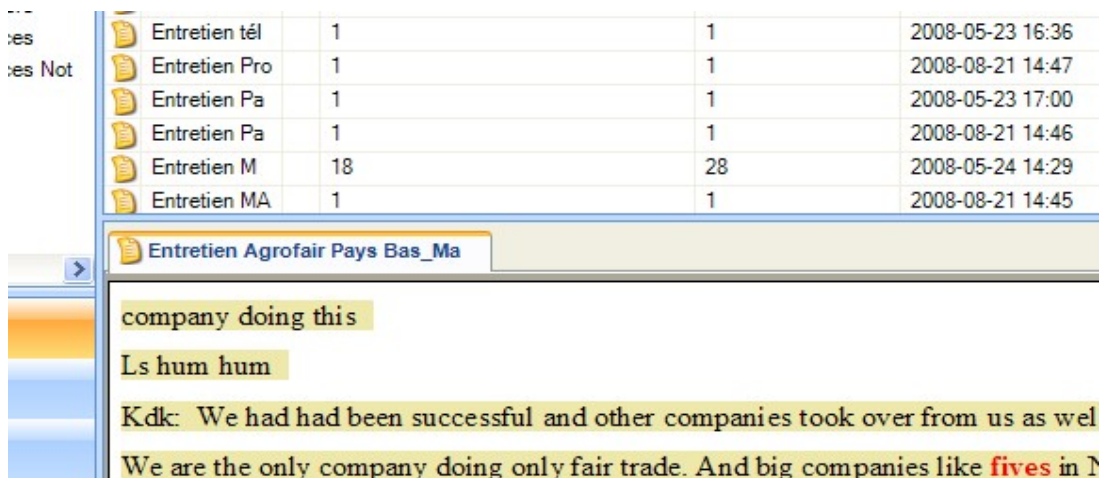 ces
ces Not
Entretien tél 1 1 2008-05-23 16:36
Entretien Pro 1 1 2008-08-21 14:47
Entretien Pa 1 1 2008-05-23 17:00
Entretien Pa 1 1 2008-08-21 14:46
Entretien M 18 28 2008-05-24 14:29
Entretien MA 1 1 2008-08-21 14:45
Entretien Agrofair Pays Bas_Ma
company doing this
Ls hum hum
Kdk: We had had been successful and other companies took over from us as wel
We are the only company doing only fair trade. And big companies like fives in N